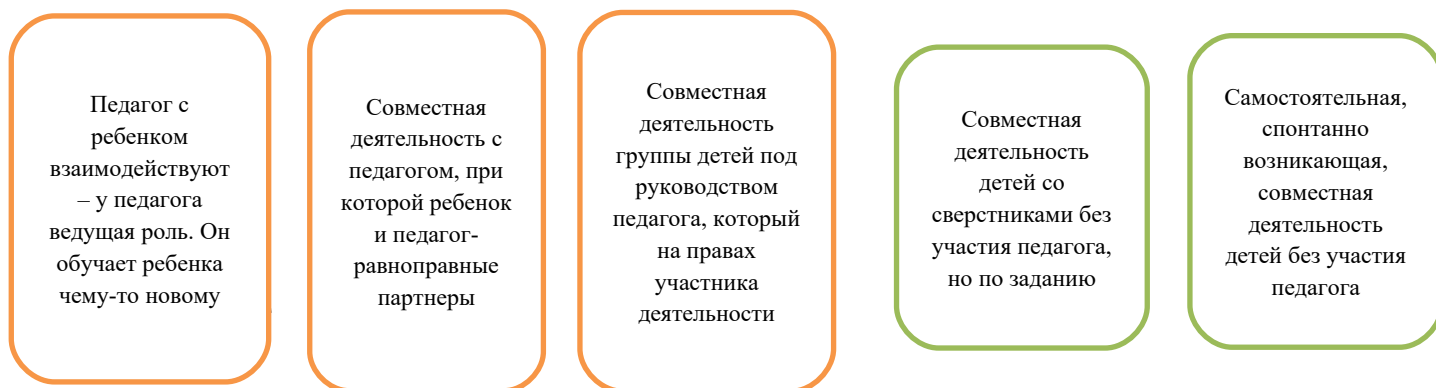 Педагог с
ребенком
взаимодействуют
– у педагога
ведущая роль. Он
обучает ребенка
чему-то новому
Совместная
деятельность с
педагогом, при
которой ребенок
и педагог-
равноправные
партнеры
Совместная
деятельность
группы детей под
руководством
педагога, который
на правах
участника
деятельности
Совместная
деятельность
детей со
сверстниками без
участия педагога,
но по заданию
Самостоятельная,
спонтанно
возникающая,
совместная
деятельность
детей без участия
педагога